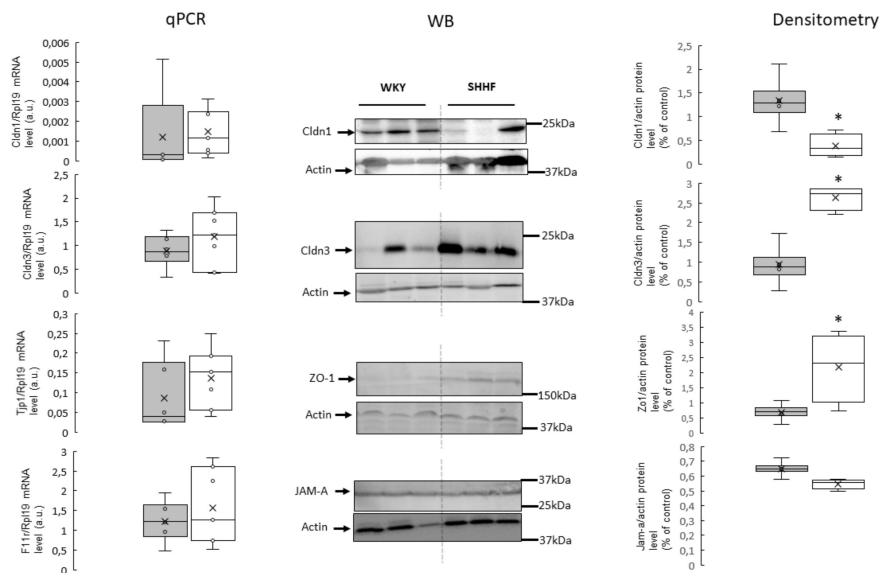 qPCR
WB
Densitometry
Cldn1/Rpl19 mRNA
level (a.u.)
0,006
0,005
0,004
0,003
0,002
0,001
0
WKY
SHHF
Cldn1
25kDa
Actin
37kDa
Cldn1/actin protein
level
(% of control)
2,5
2
1,5
1
0,5
0
*
Cldn3/Rpl19 mRNA
level (a.u.)
2,5
2
1,5
1
0,5
0
Cldn3
25kDa
Actin
37kDa
Cldn3/actin protein
level
(% of control)
3
2,5
2
1,5
1
0,5
0
*
Tjp1/Rpl19 mRNA
level (a.u.)
0,3
0,25
0,2
0,15
0,1
0,05
0
ZO-1
150kDa
Actin
37kDa
Zo1/actin protein
level
(% of control)
4
3,5
3
2,5
2
1,5
1
0,5
0
*
F11r/Rpl19 mRNA
level (a.u.)
3
2,5
2
1,5
1
0,5
0
JAM-A
37kDa
25kDa
Actin
37kDa
Jam-a/actin protein
level
(% of control)
0,8
0,7
0,6
0,5
0,4
0,3
0,2
0,1
0